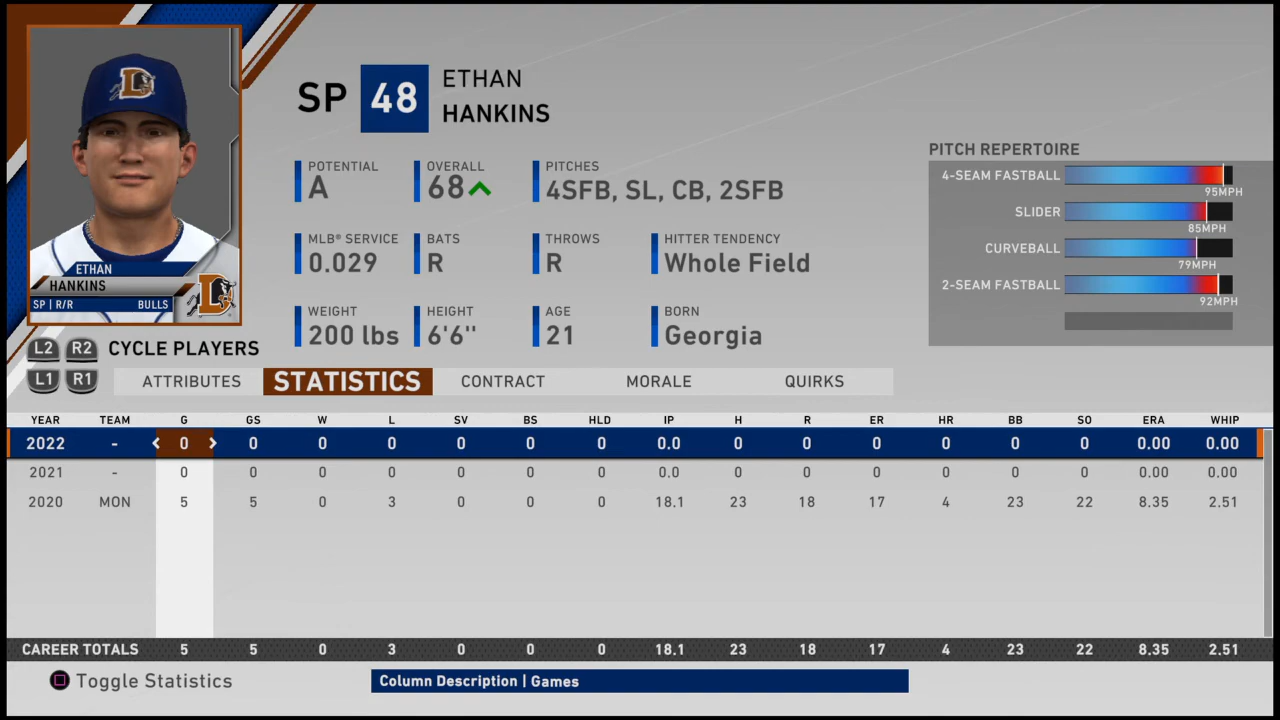 D
SP 48 ETHAN HANKINS
POTENTIAL OVERALL PITCHES
A 68 4SFB, SL, CB, 2SFB
MLB® SERVICE BATS THROWS HITTER TENDENCY
0.029 R R Whole Field
WEIGHT HEIGHT AGE BORN
200 lbs 6'6'' 21 Georgia
PITCH REPERTOIRE
4-SEAM FASTBALL
95MPH
SLIDER
85MPH
CURVEBALL
79MPH
2-SEAM FASTBALL
92MPH
ETHAN
HANKINS
SP | R/R BULLS
D
L2 R2 CYCLE PLAYERS
L1 R1 ATTRIBUTES STATISTICS CONTRACT MORALE QUIRKS
YEAR TEAM G GS W L SV BS HLD IP H R ER HR BB SO ERA WHIP
2022 - 0 0 0 0 0 0 0 0.0 0 0 0 0 0 0 0.00 0.00
2021 - 0 0 0 0 0 0 0 0.0 0 0 0 0 0 0 0.00 0.00
2020 MON 5 5 0 3 0 0 0 18.1 23 18 17 4 23 22 8.35 2.51
CAREER TOTALS 5 5 0 3 0 0 0 18.1 23 18 17 4 23 22 8.35 2.51
Toggle Statistics Column Description | Games